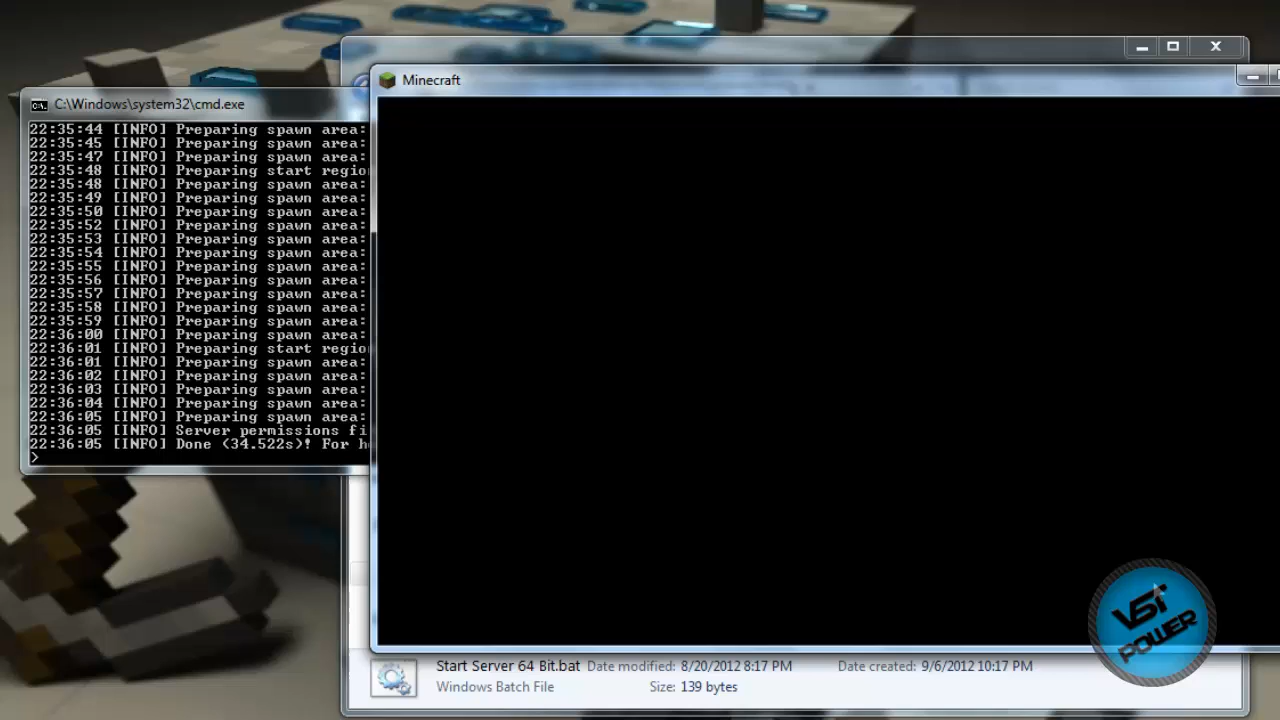 Minecraft
C:\Windows\system32\cmd.exe
22:35:44 [INFO] Preparing spawn area:
22:35:45 [INFO] Preparing spawn area:
22:35:47 [INFO] Preparing spawn area:
22:35:48 [INFO] Preparing start regio
22:35:48 [INFO] Preparing spawn area:
22:35:49 [INFO] Preparing spawn area:
22:35:50 [INFO] Preparing spawn area:
22:35:52 [INFO] Preparing spawn area:
22:35:53 [INFO] Preparing spawn area:
22:35:54 [INFO] Preparing spawn area:
22:35:55 [INFO] Preparing spawn area:
22:35:56 [INFO] Preparing spawn area:
22:35:57 [INFO] Preparing spawn area:
22:35:58 [INFO] Preparing spawn area:
22:35:59 [INFO] Preparing spawn area:
22:36:00 [INFO] Preparing spawn area:
22:36:01 [INFO] Preparing start regio
22:36:01 [INFO] Preparing spawn area:
22:36:02 [INFO] Preparing spawn area:
22:36:03 [INFO] Preparing spawn area:
22:36:04 [INFO] Preparing spawn area:
22:36:05 [INFO] Preparing spawn area:
22:36:05 [INFO] Server permissions fi
22:36:05 [INFO] Done (34.522s)! For h
>
POWER
Start Server 64 Bit.bat Date modified: 8/20/2012 8:17 PM Date created: 9/6/2012 10:17 PM
Windows Batch File Size: 139 bytes